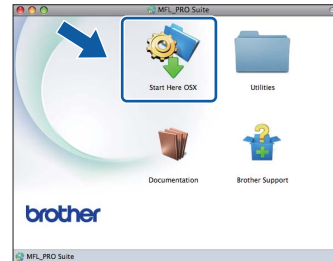 MFL_PRO Suite
Start Here OSX
Utilities
Documentation
Brother Support
brother
MFL_PRO Suite